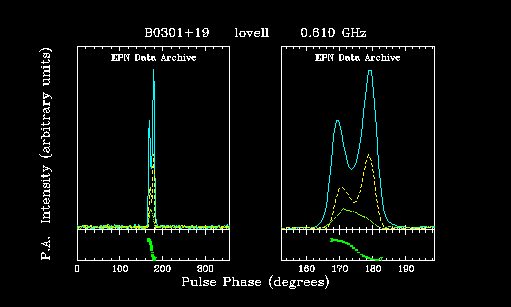 B0301+19 lovell 0.610 GHz
EPN Data Archive EPN Data Archive
P.A. Intensity (arbitrary units)
0 100 200 300 160 170 180 190
Pulse Phase (degrees)